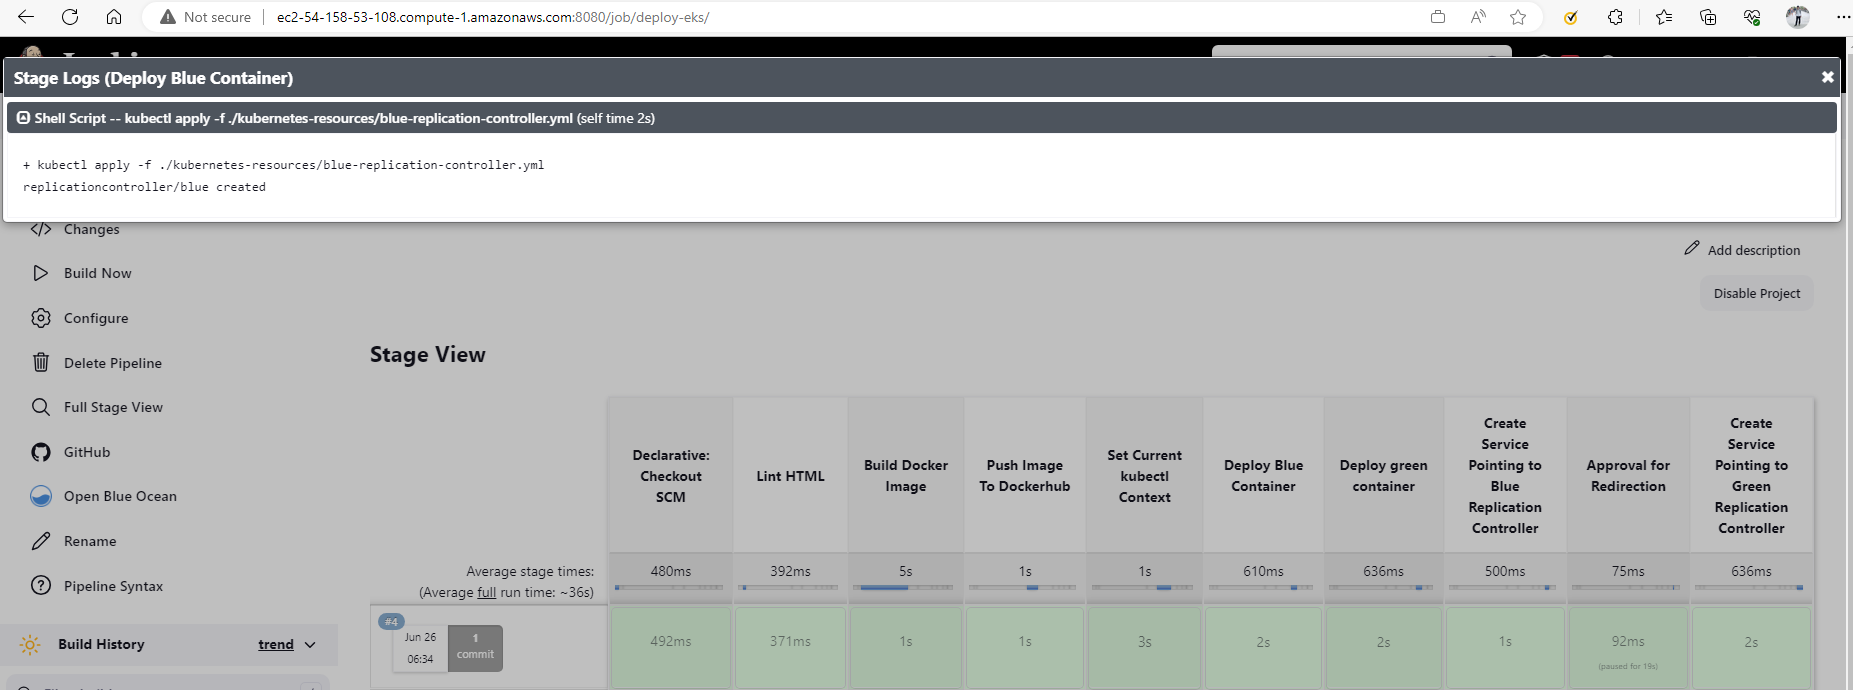 Not secure
ec2-54-158-53-108.compute-1.amazonaws.com:8080/job/deploy-eks/
Stage Logs (Deploy Blue Container)
Shell Script -- kubectl apply -f ./kubernetes-resources/blue-replication-controller.yml (self time 2s)
+ kubectl apply -f ./kubernetes-resources/blue-replication-controller.yml
replicationcontroller/blue created
Changes
Build Now
Configure
Delete Pipeline
Full Stage View
GitHub
Open Blue Ocean
Rename
Pipeline Syntax
Build History
trend
Add description
Disable Project
Stage View
Declarative:
Checkout
SCM
Lint HTML
Build Docker
Image
Push Image
To Dockerhub
Set Current
kubectl
Context
Deploy Blue
Container
Deploy green
container
Create
Service
Pointing to
Blue
Replication
Controller
Approval for
Redirection
Create
Service
Pointing to
Green
Replication
Controller
Average stage times:
(Average full run time: ~36s)
480ms
392ms
5s
1s
1s
610ms
636ms
500ms
75ms
636ms
#4
Jun 26
06:34
1
commit
492ms
371ms
1s
1s
3s
2s
2s
1s
92ms
(paused for 19s)
2s